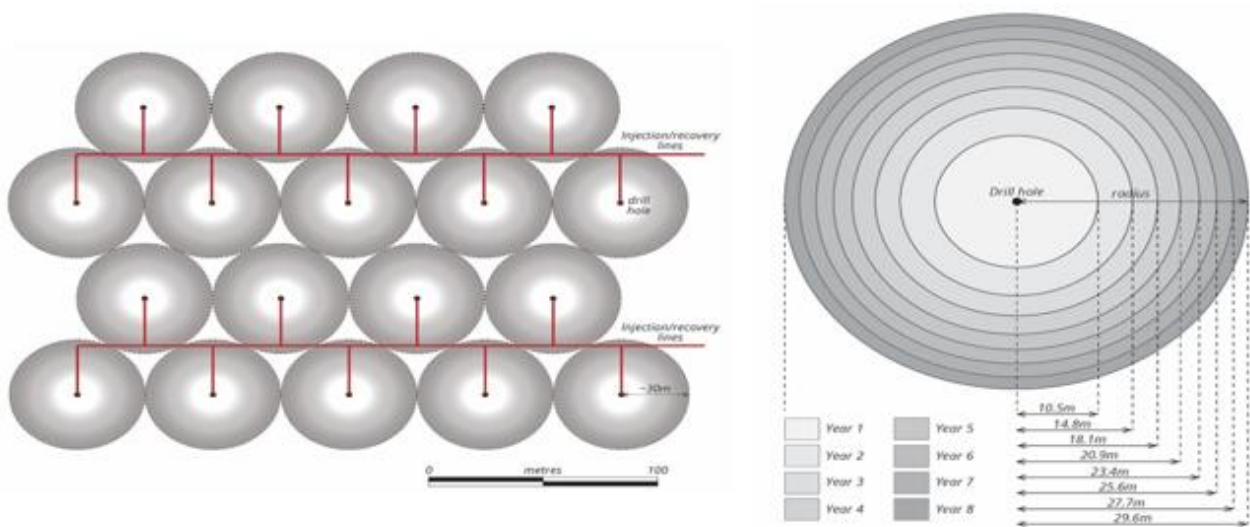 Injection/recovery
lines
drill
hole
Injection/recovery
lines
~30m
0 metres 100
Drill hole
radius
10.5m
14.8m
18.1m
20.9m
23.4m
25.6m
27.7m
29.6m
Year 1 Year 5
Year 2 Year 6
Year 3 Year 7
Year 4 Year 8